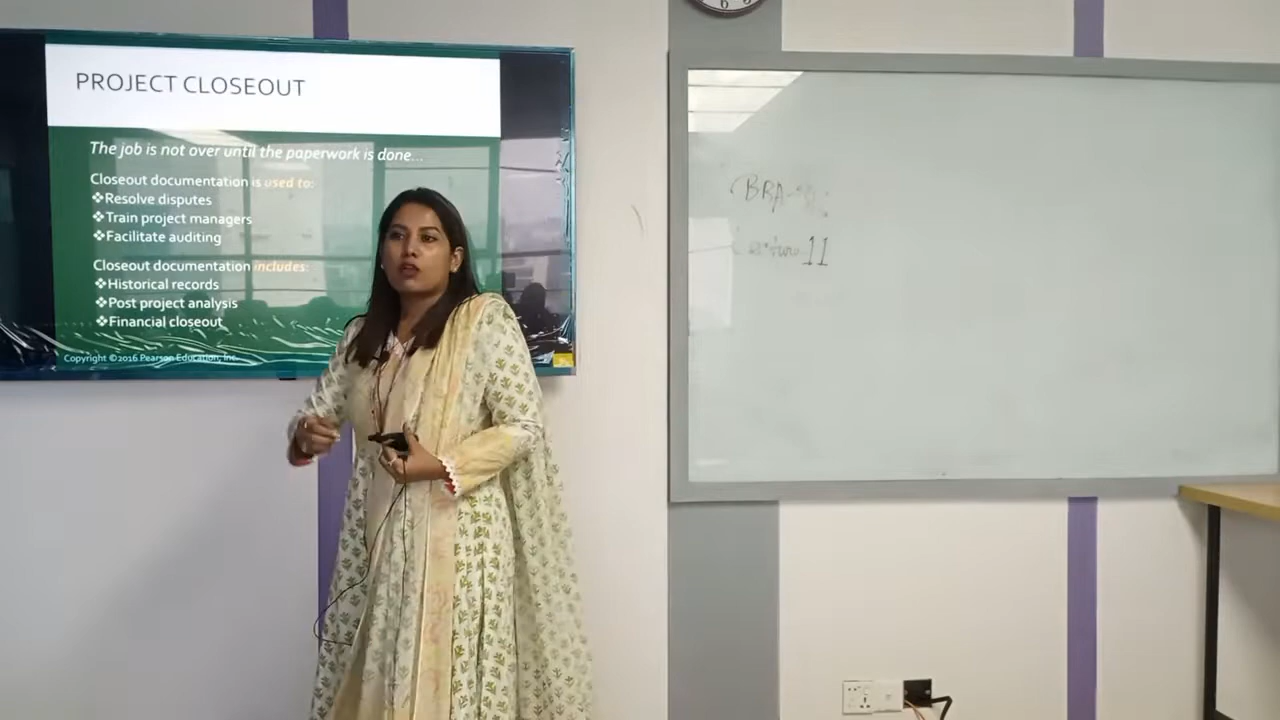 PROJECT CLOSEOUT
The job is not over until the paperwork is done...
Closeout documentation is used to:
❖Resolve disputes
❖Train project managers
❖Facilitate auditing
Closeout documentation includes:
❖Historical records
❖Post project analysis
❖Financial closeout
Copyright ©2016 Pearson Education, Inc.
11